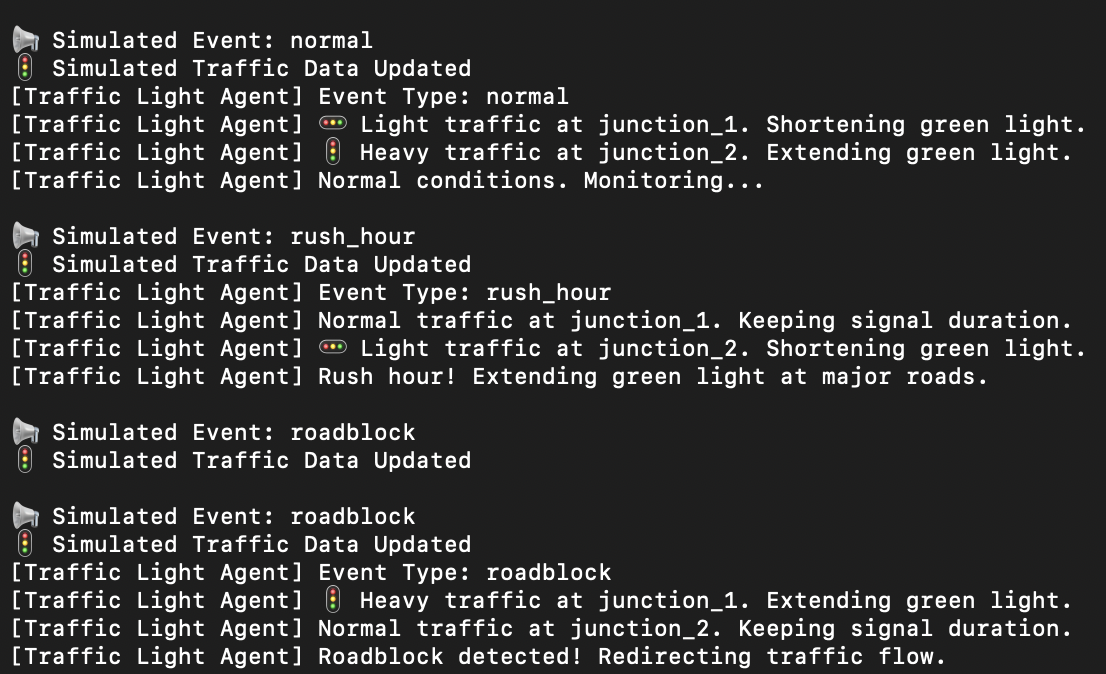 📢 Simulated Event: normal
🚦 Simulated Traffic Data Updated
[Traffic Light Agent] Event Type: normal
[Traffic Light Agent] 🚥 Light traffic at junction_1. Shortening green light.
[Traffic Light Agent] 🚦 Heavy traffic at junction_2. Extending green light.
[Traffic Light Agent] Normal conditions. Monitoring...

📢 Simulated Event: rush_hour
🚦 Simulated Traffic Data Updated
[Traffic Light Agent] Event Type: rush_hour
[Traffic Light Agent] Normal traffic at junction_1. Keeping signal duration.
[Traffic Light Agent] 🚥 Light traffic at junction_2. Shortening green light.
[Traffic Light Agent] Rush hour! Extending green light at major roads.

📢 Simulated Event: roadblock
🚦 Simulated Traffic Data Updated

📢 Simulated Event: roadblock
🚦 Simulated Traffic Data Updated
[Traffic Light Agent] Event Type: roadblock
[Traffic Light Agent] 🚦 Heavy traffic at junction_1. Extending green light.
[Traffic Light Agent] Normal traffic at junction_2. Keeping signal duration.
[Traffic Light Agent] Roadblock detected! Redirecting traffic flow.